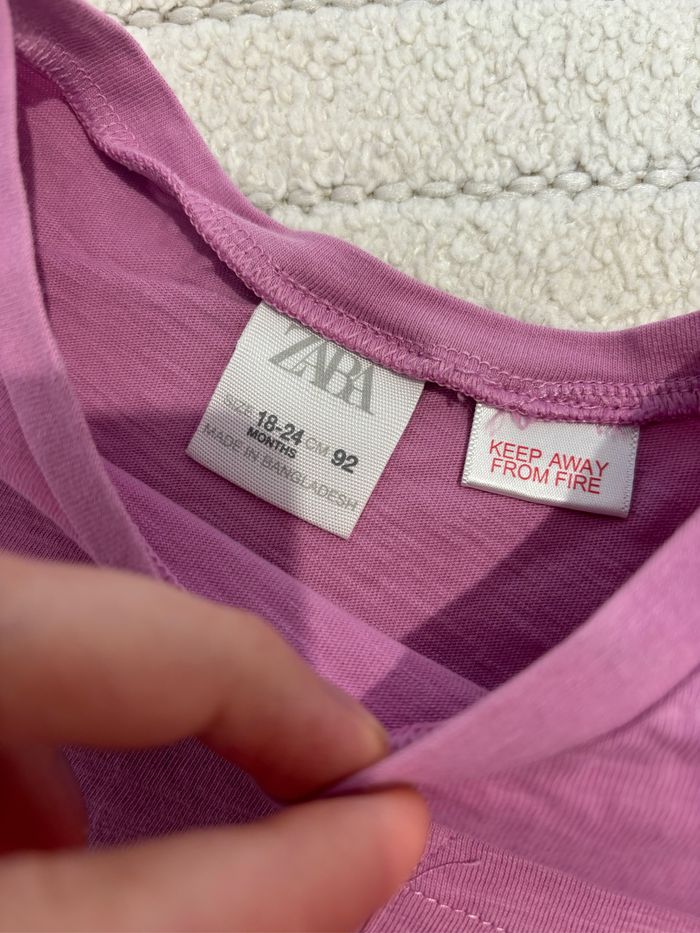 ZARA
SIZE 18-24 CM 92
MONTHS
MADE IN BANGLADESH
KEEP AWAY
FROM FIRE